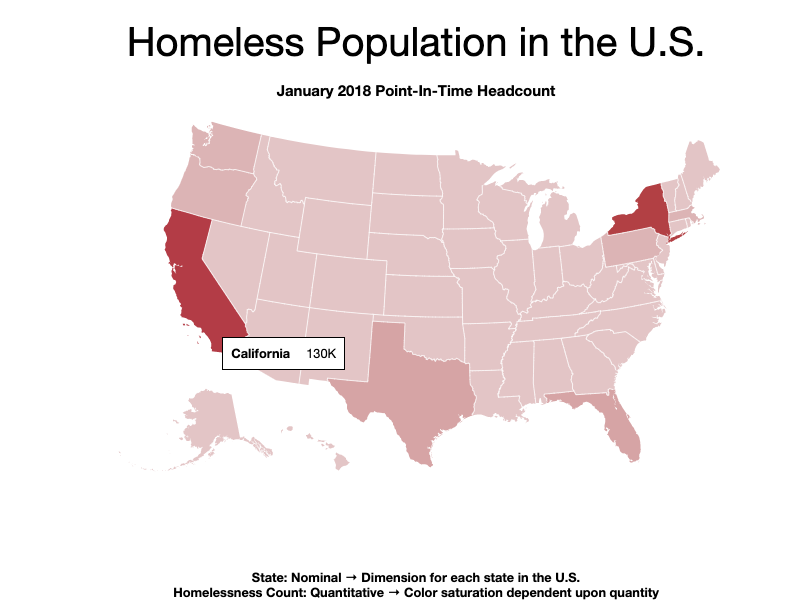 Homeless Population in the U.S.
January 2018 Point-In-Time Headcount
California 130K
State: Nominal → Dimension for each state in the U.S.
Homelessness Count: Quantitative → Color saturation dependent upon quantity